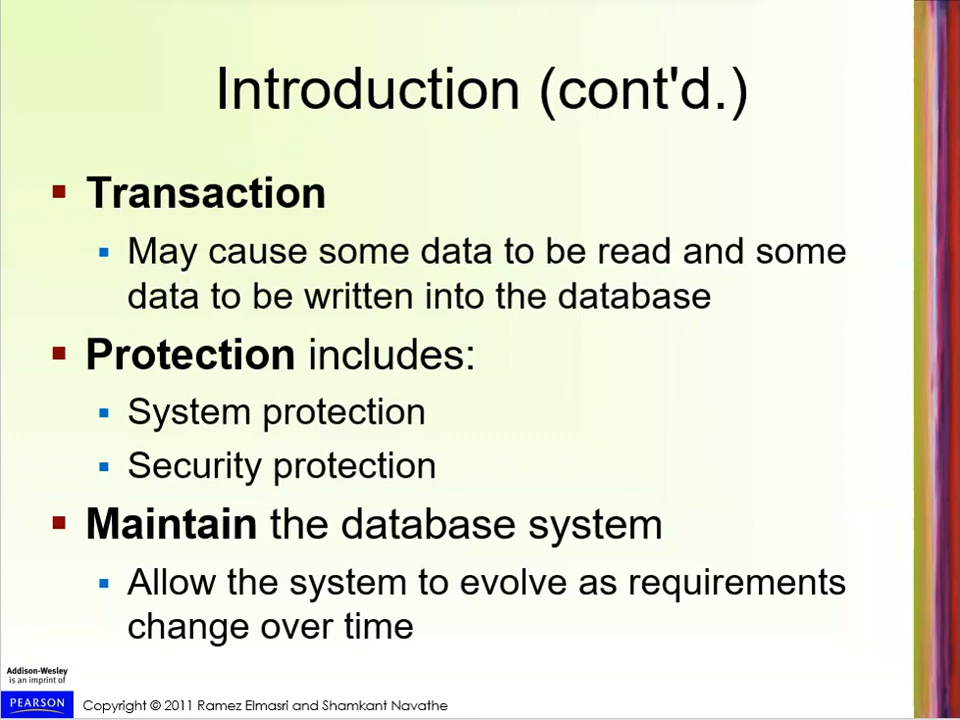 Introduction (cont'd.)
▪ Transaction
▪ May cause some data to be read and some
data to be written into the database
▪ Protection includes:
▪ System protection
▪ Security protection
▪ Maintain the database system
▪ Allow the system to evolve as requirements
change over time
Addison-Wesley
is an imprint of
PEARSON
Copyright © 2011 Ramez Elmasri and Shamkant Navathe